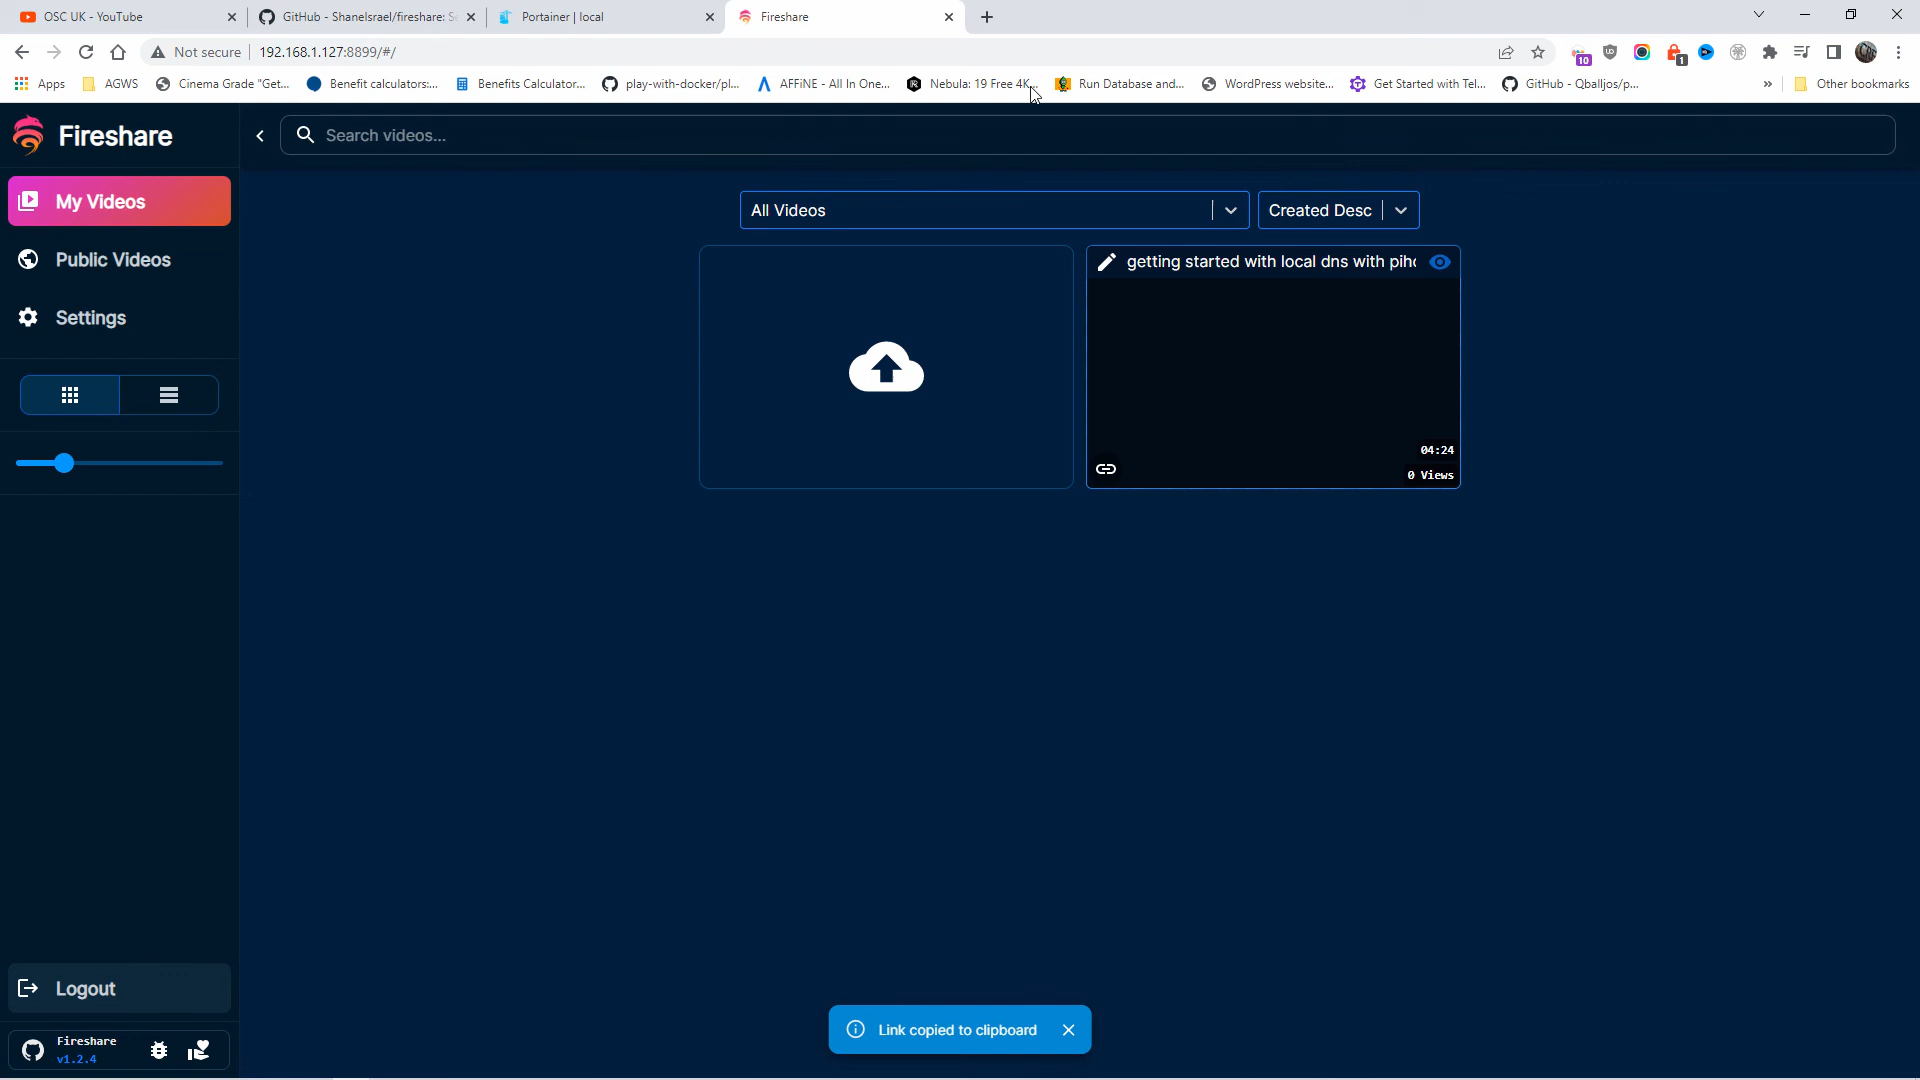 OSC UK - YouTube
GitHub - ShaneIsrael/fireshare: Se
Portainer | local
Fireshare
Not secure
192.168.1.127:8899/#/
10
1
Apps
AGWS
Cinema Grade "Get...
Benefit calculators:...
Benefits Calculator...
play-with-docker/pl...
AFFiNE - All In One...
Nebula: 19 Free 4K...
Run Database and...
WordPress website...
Get Started with Tel...
GitHub - Qballjos/p...
»
Other bookmarks
Fireshare
Search videos...
My Videos
Public Videos
Settings
All Videos
Created Desc
getting started with local dns with piho
04:24
0 Views
Logout
Fireshare
v1.2.4
Link copied to clipboard